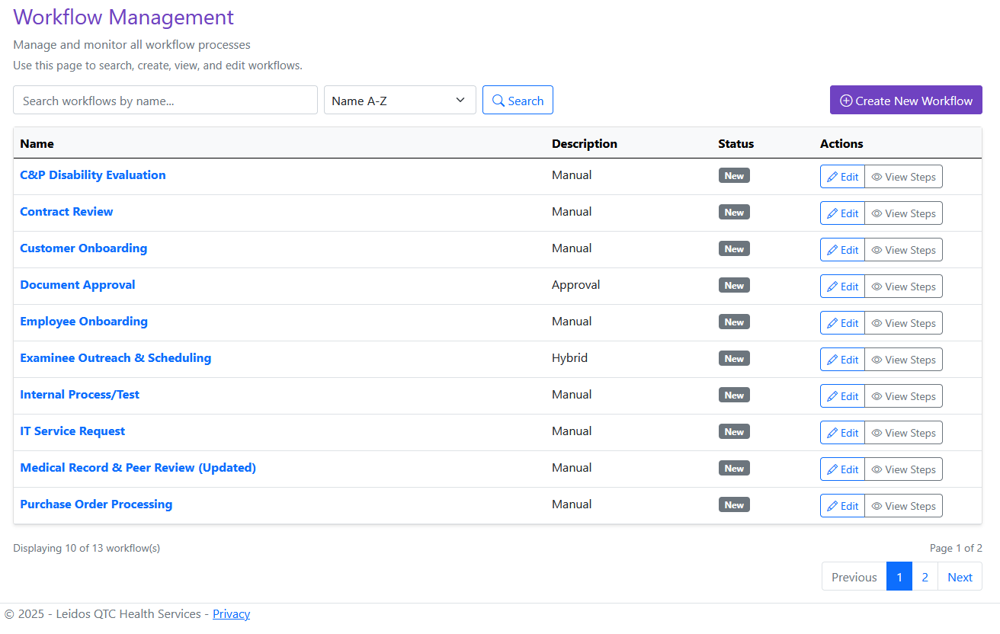 Workflow Management
Manage and monitor all workflow processes
Use this page to search, create, view, and edit workflows.
Search workflows by name... Name A-Z Search Create New Workflow
Name Description Status Actions
C&P Disability Evaluation Manual New Edit View Steps
Contract Review Manual New Edit View Steps
Customer Onboarding Manual New Edit View Steps
Document Approval Approval New Edit View Steps
Employee Onboarding Manual New Edit View Steps
Examinee Outreach & Scheduling Hybrid New Edit View Steps
Internal Process/Test Manual New Edit View Steps
IT Service Request Manual New Edit View Steps
Medical Record & Peer Review (Updated) Manual New Edit View Steps
Purchase Order Processing Manual New Edit View Steps
Displaying 10 of 13 workflow(s) Page 1 of 2
Previous 1 2 Next
© 2025 - Leidos QTC Health Services - Privacy